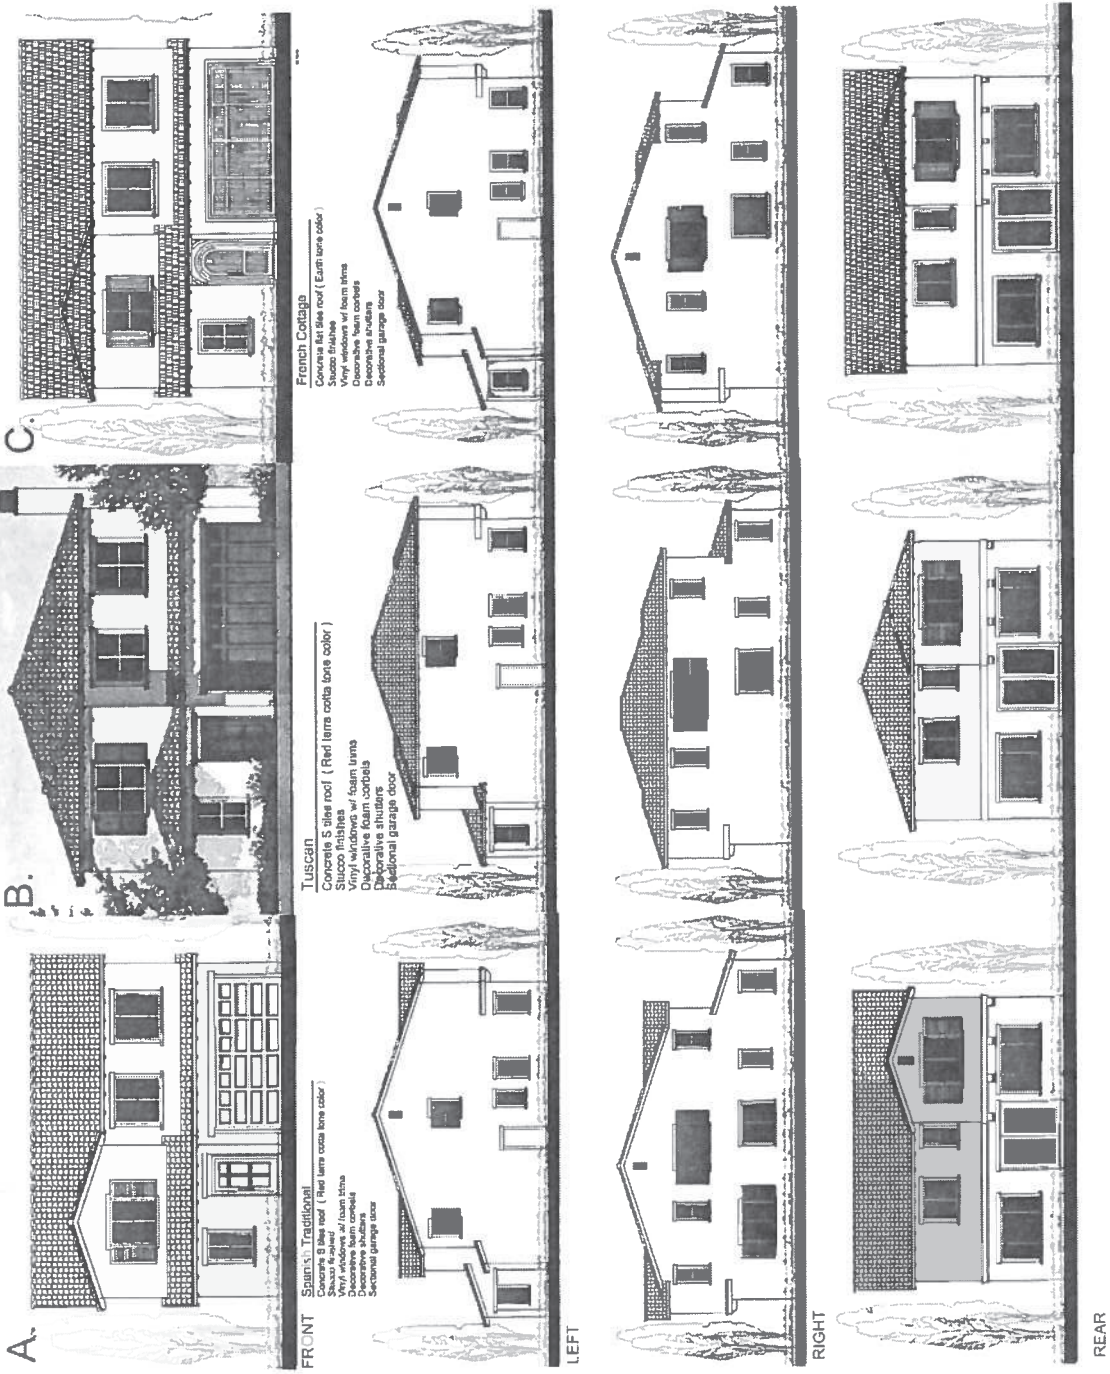 A.
B.
C.
FRONT
Spanish Traditional
Concrete S tiles roof ( Red terra cotta tone color )
Stucco finished
Vinyl windows w/ foam trims
Decorative foam corbels
Decorative shutters
Sectional garage door
Tuscan
Concrete S tiles roof ( Red terra cotta tone color )
Stucco finishes
Vinyl windows w/ foam trims
Decorative foam corbels
Decorative shutters
Sectional garage door
French Cottage
Concrete flat tiles roof ( Earth tone color )
Stucco finishes
Vinyl windows w/ foam trims
Decorative foam corbels
Decorative shutters
Sectional garage door
LEFT
RIGHT
REAR